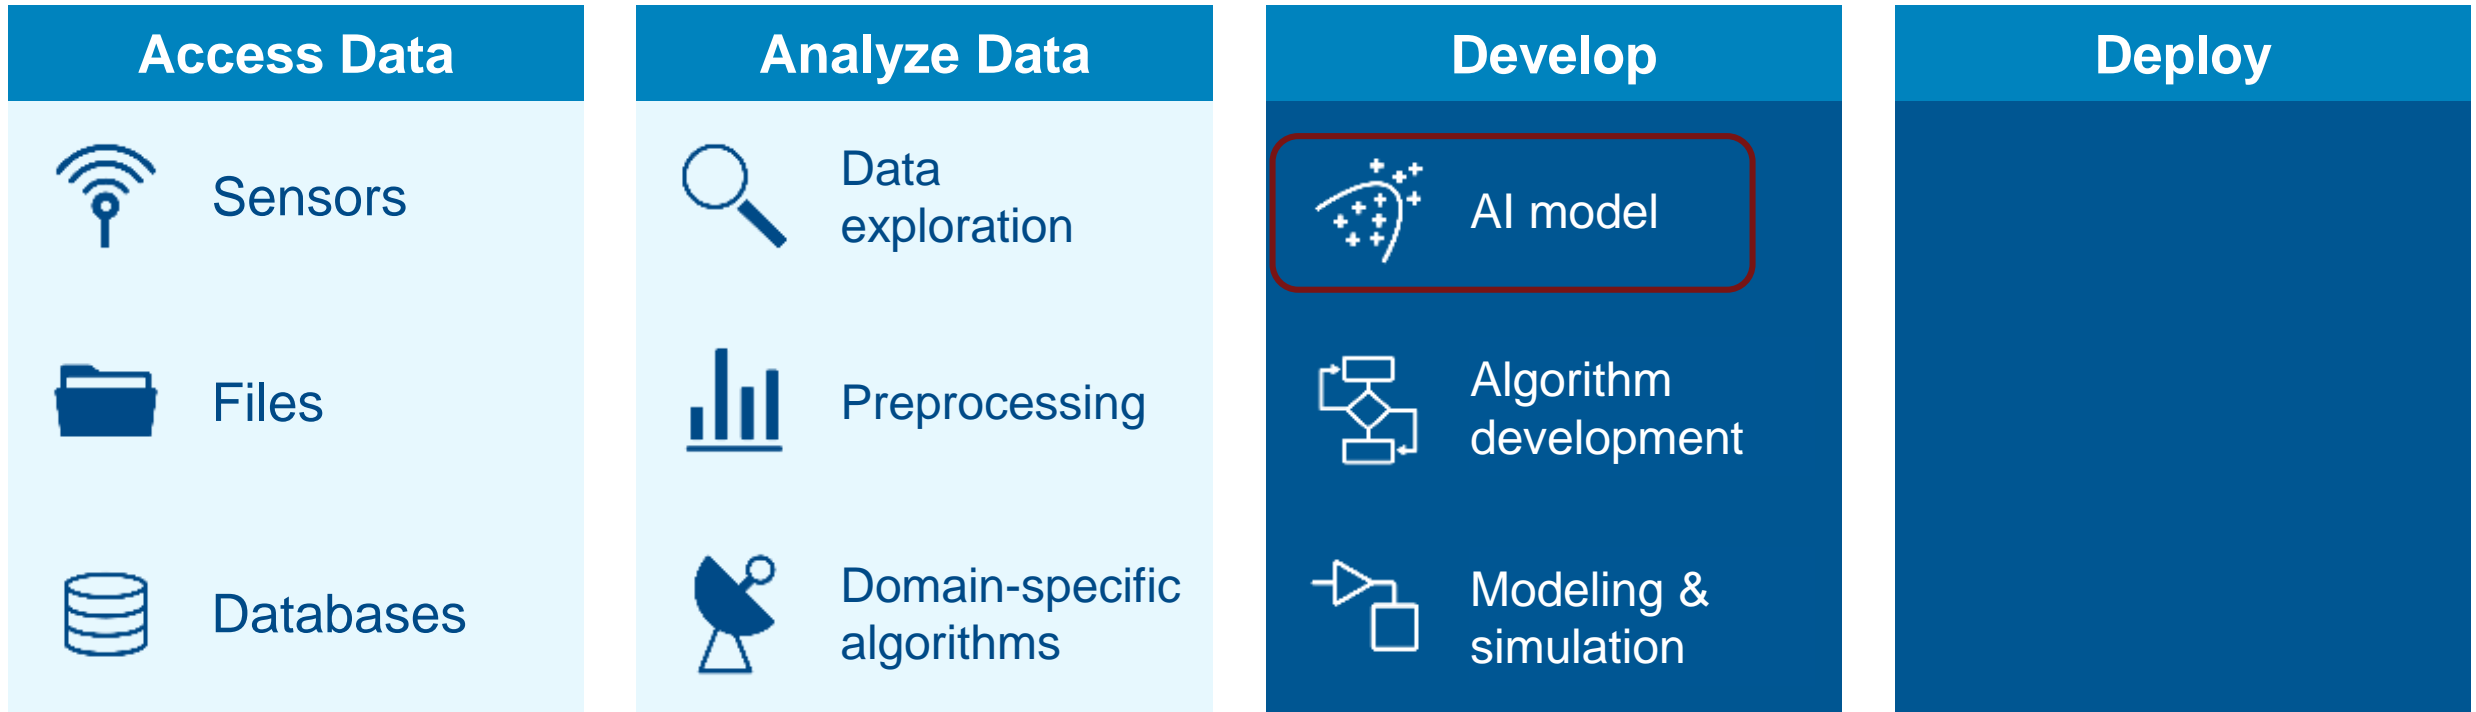 Access Data
Sensors
Files
Databases
Analyze Data
Data
exploration
Preprocessing
Domain-specific
algorithms
Develop
AI model
Algorithm
development
Modeling &
simulation
Deploy